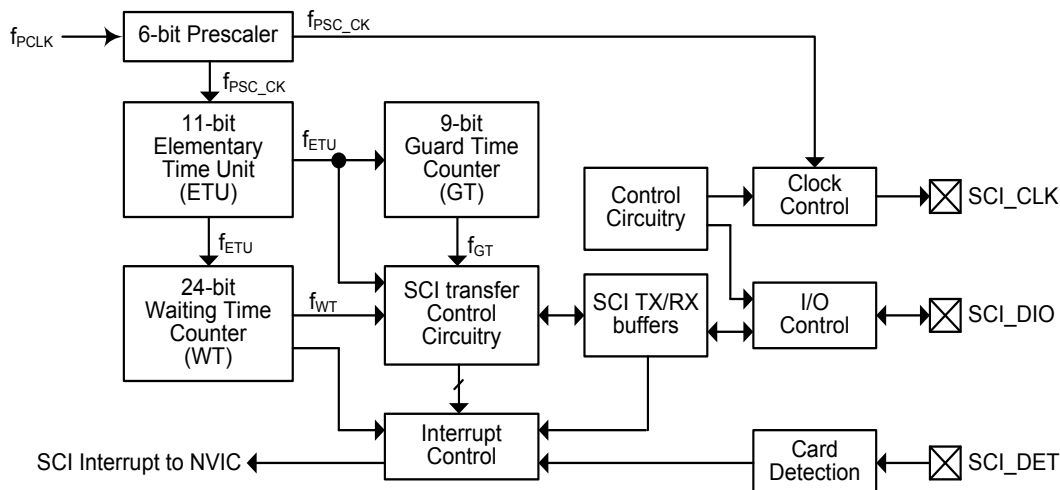 fPCLK
6-bit Prescaler
fPSC_CK
fPSC_CK
11-bit
Elementary
Time Unit
(ETU)
fETU
9-bit
Guard Time
Counter
(GT)
Control
Circuitry
Clock
Control
SCI_CLK
fETU
fGT
24-bit
Waiting Time
Counter
(WT)
fWT
SCI transfer
Control
Circuitry
SCI TX/RX
buffers
I/O
Control
SCI_DIO
Interrupt
Control
SCI Interrupt to NVIC
Card
Detection
SCI_DET